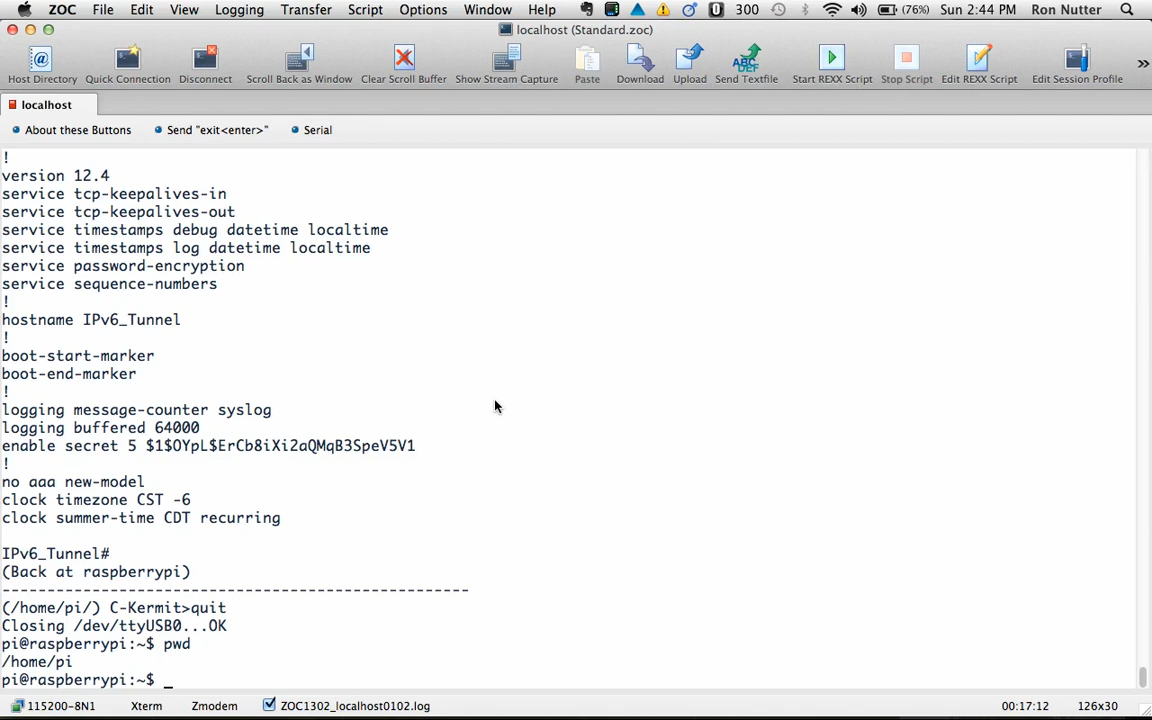 ZOC File Edit View Logging Transfer Script Options Window Help 300 (76%) Sun 2:44 PM Ron Nutter
localhost (Standard.zoc)
Host Directory Quick Connection Disconnect Scroll Back as Window Clear Scroll Buffer Show Stream Capture Paste Download Upload Send Textfile Start REXX Script Stop Script Edit REXX Script Edit Session Profile
localhost
About these Buttons Send "exit<enter>" Serial
!
version 12.4
service tcp-keepalives-in
service tcp-keepalives-out
service timestamps debug datetime localtime
service timestamps log datetime localtime
service password-encryption
service sequence-numbers
!
hostname IPv6_Tunnel
!
boot-start-marker
boot-end-marker
!
logging message-counter syslog
logging buffered 64000
enable secret 5 $1$OYpL$ErCb8iXi2aQMqB3SpeV5V1
!
no aaa new-model
clock timezone CST -6
clock summer-time CDT recurring
IPv6_Tunnel#
(Back at raspberrypi)
----------------------------------------------------
(/home/pi/) C-Kermit>quit
Closing /dev/ttyUSB0...OK
pi@raspberrypi:~$ pwd
/home/pi
pi@raspberrypi:~$ _
115200-8N1 Xterm Zmodem ZOC1302_localhost0102.log 00:17:12 126x30